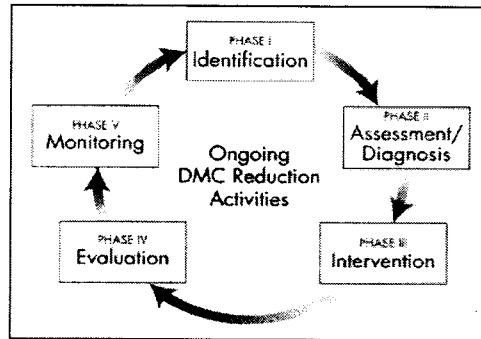 PHASE I
Identification
PHASE II
Assessment/
Diagnosis
PHASE III
Intervention
PHASE IV
Evaluation
PHASE V
Monitoring
Ongoing
DMC Reduction
Activities